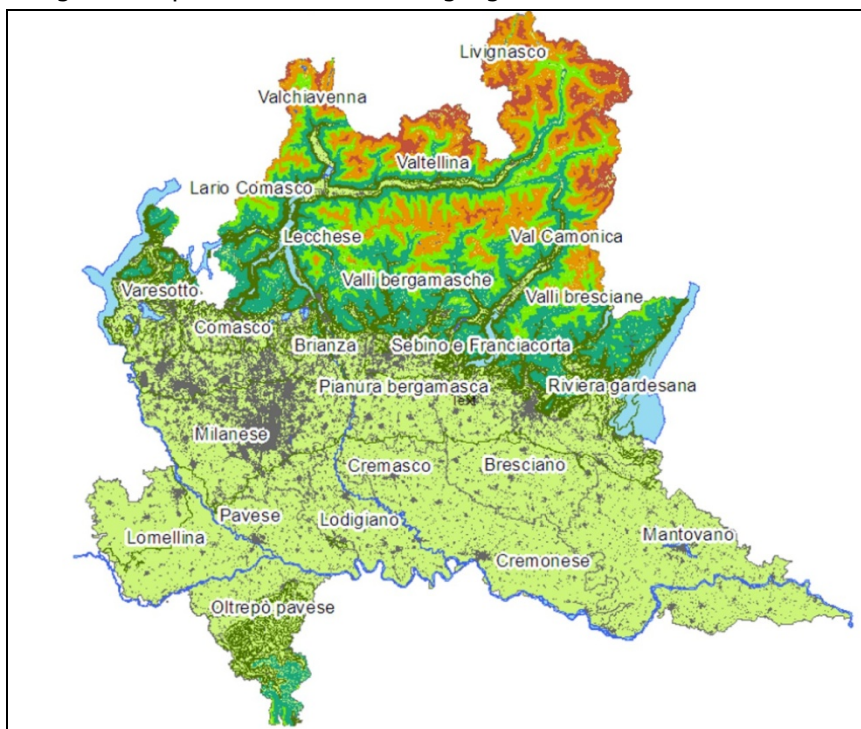 Livignasco
Valchiavenna
Valtellina
Lario Comasco
Lecchese
Val Camonica
Valli bergamasche
Varesotto
Valli bresciane
Comasco
Brianza
Sebino e Franciacorta
Pianura bergamasca
Riviera gardesana
Text
Milanese
Cremasco
Bresciano
Pavese
Lodigiano
Lomellina
Mantovano
Cremonese
Oltrepò pavese